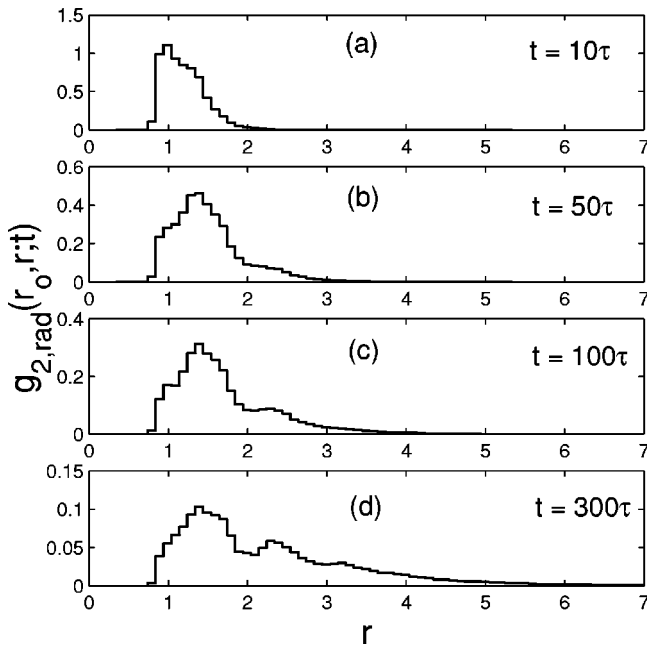 1.5
1
0.5
0
(a)
t = 10τ
0 1 2 3 4 5 6 7
0.6
0.4
0.2
0
(b)
t = 50τ
0 1 2 3 4 5 6 7
0.4
0.2
0
(c)
t = 100τ
0 1 2 3 4 5 6 7
0.15
0.1
0.05
0
(d)
t = 300τ
0 1 2 3 4 5 6 7
g2,rad(ro,r;t)
r